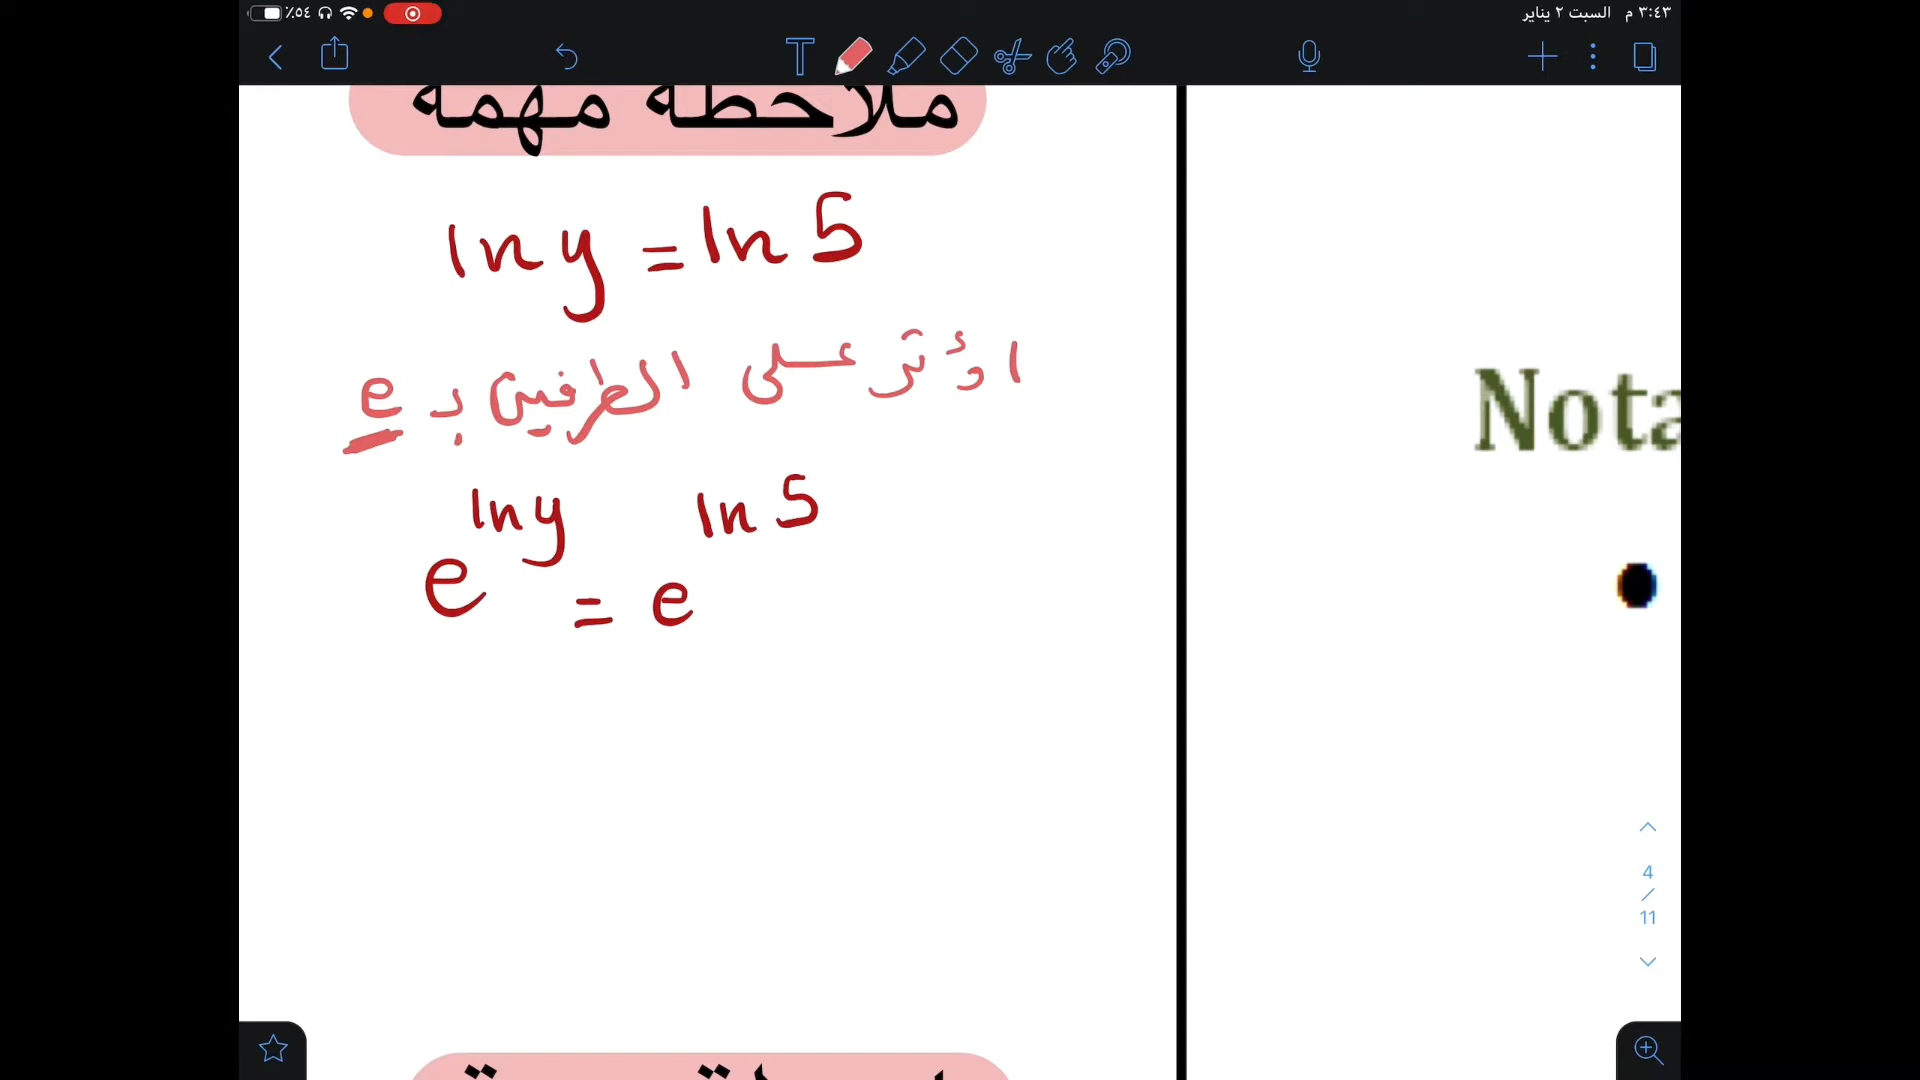 ٪٥٤
٣:٤٣ م السبت ٢ يناير
ملاحظة مهمة
ln y = ln 5
اؤثر على الطرفين بـ e
e^{ln y} = e^{ln 5}
Nota
•
4
/
11